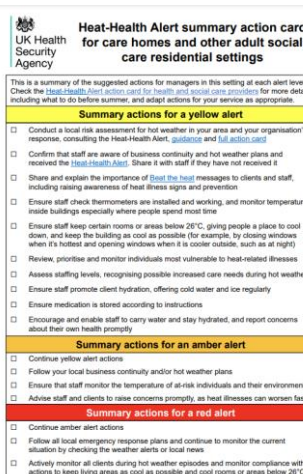 UK Health
Security
Agency
Heat-Health Alert summary action card
for care homes and other adult social
care residential settings
This is a summary of the suggested actions for managers in this setting at each alert leve
Check the Heat-Health Alert action card for health and social care providers for more deta
including what to do before summer, and adapt actions for your service as appropriate.
Summary actions for a yellow alert
Conduct a local risk assessment for hot weather in your area and your organisation'
response, consulting the Heat-Health Alert, guidance and full action card
Confirm that staff are aware of business continuity and hot weather plans and
received the Heat-Health Alert. Share it with staff if they have not received it
Share and explain the importance of Beat the heat messages to clients and staff,
including raising awareness of heat illness signs and prevention
Ensure staff check thermometers are installed and working, and monitor temperatur
inside buildings especially where people spend most time
Ensure staff keep certain rooms or areas below 26°C, giving people a place to cool
down, and keep the building as cool as possible (for example, by closing windows
when it's hottest and opening windows when it is cooler outside, such as at night)
Review, prioritise and monitor individuals most vulnerable to heat-related illnesses
Assess staffing levels, recognising possible increased care needs during hot weathe
Ensure staff promote client hydration, offering cold water and ice regularly
Ensure medication is stored according to instructions
Encourage and enable staff to carry water and stay hydrated, and report concerns
about their own health promptly
Summary actions for an amber alert
Continue yellow alert actions
Follow your local business continuity and/or hot weather plans
Ensure that staff monitor the temperature of at-risk individuals and their environmen
Advise staff and clients to raise concerns promptly, as heat illnesses can worsen fas
Summary actions for a red alert
Continue amber alert actions
Follow all local emergency response plans and continue to monitor the current
situation by checking the weather alerts or local news
Actively monitor all clients during hot weather episodes and monitor compliance of
actions to keep living areas as cool as possible and cool rooms or areas below 26°C